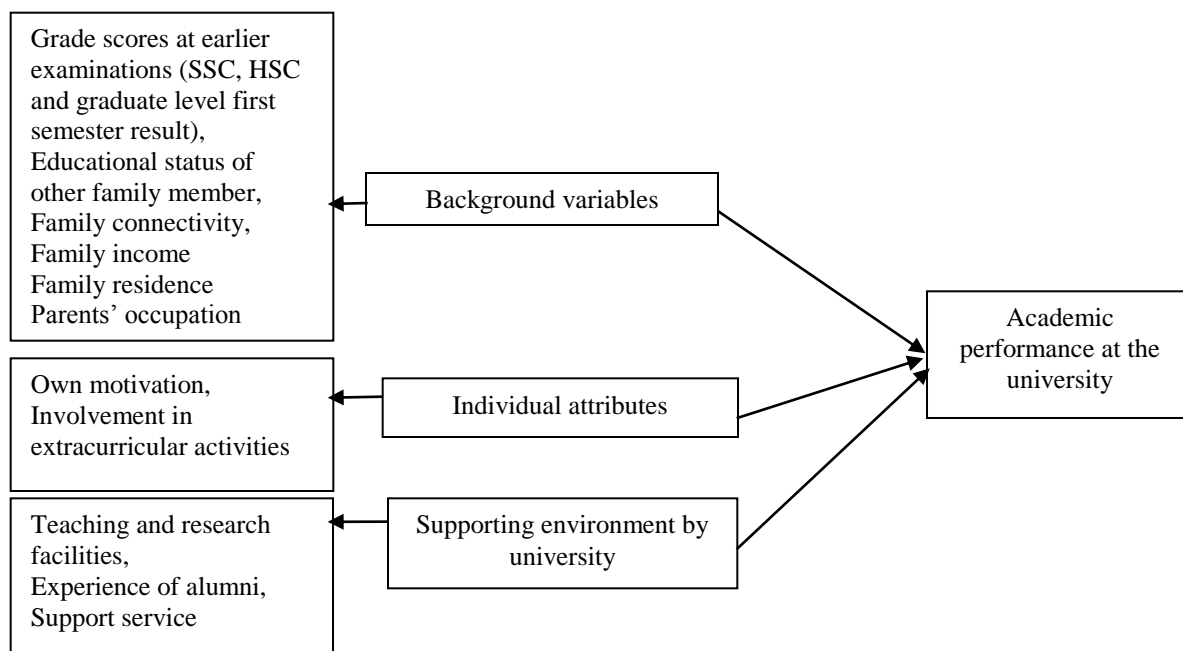 Grade scores at earlier
examinations (SSC, HSC
and graduate level first
semester result),
Educational status of
other family member,
Family connectivity,
Family income
Family residence
Parents' occupation
Background variables
Academic
performance at the
university
Own motivation,
Involvement in
extracurricular activities
Individual attributes
Teaching and research
facilities,
Experience of alumni,
Support service
Supporting environment by
university